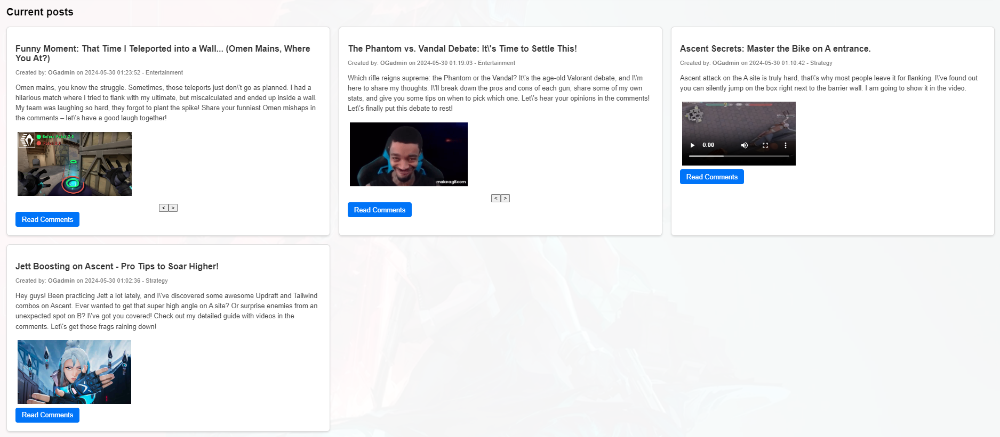 Current posts
Funny Moment: That Time I Teleported into a Wall... (Omen Mains, Where
You At?)
Created by: OGadmin on 2024-05-30 01:23:52 - Entertainment
Omen mains, you know the struggle. Sometimes, those teleports just don\'t go as planned. I had a
hilarious match where I tried to flank with my ultimate, but miscalculated and ended up inside a wall.
My team was laughing so hard, they forgot to plant the spike! Share your funniest Omen mishaps in
the comments – let\'s have a good laugh together!
Before Patch 2.0
Patch 2.0
< >
Read Comments
The Phantom vs. Vandal Debate: It\'s Time to Settle This!
Created by: OGadmin on 2024-05-30 01:19:03 - Entertainment
Which rifle reigns supreme: the Phantom or the Vandal? It\'s the age-old Valorant debate, and I\'m
here to share my thoughts. I\'ll break down the pros and cons of each gun, share some of my own
stats, and give you some tips on when to pick which one. Let\'s hear your opinions in the comments!
Let\'s finally put this debate to rest!
makeagif.com
< >
Read Comments
Ascent Secrets: Master the Bike on A entrance.
Created by: OGadmin on 2024-05-30 01:10:42 - Strategy
Ascent attack on the A site is truly hard, that\'s why most people leave it for flanking. I\'ve found out
you can silently jump on the box right next to the barrier wall. I am going to show it in the video.
0:00
Read Comments
Jett Boosting on Ascent - Pro Tips to Soar Higher!
Created by: OGadmin on 2024-05-30 01:02:36 - Strategy
Hey guys! Been practicing Jett a lot lately, and I\'ve discovered some awesome Updraft and Tailwind
combos on Ascent. Ever wanted to get that super high angle on A site? Or surprise enemies from an
unexpected spot on B? I\'ve got you covered! Check out my detailed guide with videos in the
comments. Let\'s get those frags raining down!
Read Comments